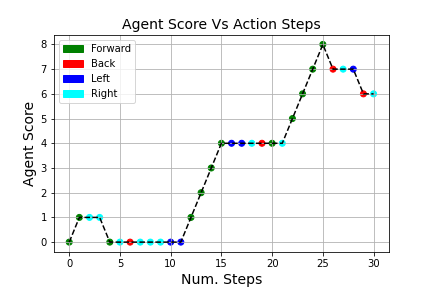 Agent Score Vs Action Steps
Forward
Back
Left
Right
8
7
6
5
4
3
2
1
0
Agent Score
0 5 10 15 20 25 30
Num. Steps